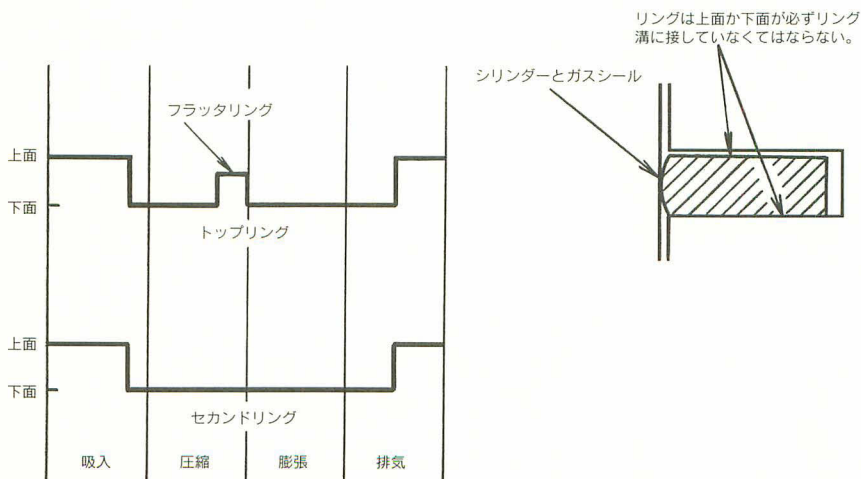 リングは上面か下面が必ずリング
溝に接していなくてはならない。
シリンダーとガスシール
フラッタリング
上面
下面
トップリング
上面
下面
セカンドリング
吸入
圧縮
膨張
排気